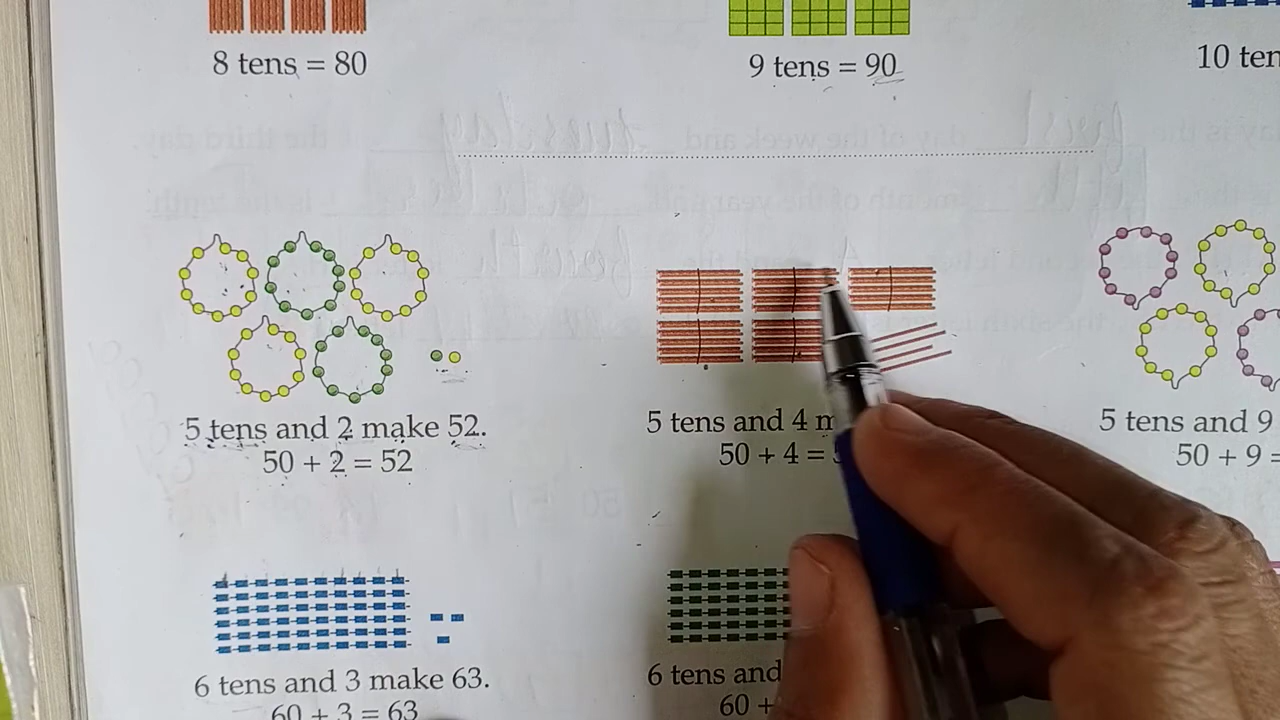 8 tens = 80
9 tens = 90
10 ten
5 tens and 2 make 52.
50 + 2 = 52
5 tens and 4 m
50 + 4 =
5 tens and 9
50 + 9 =
6 tens and 3 make 63.
60 + 3 = 63
6 tens and
60 +